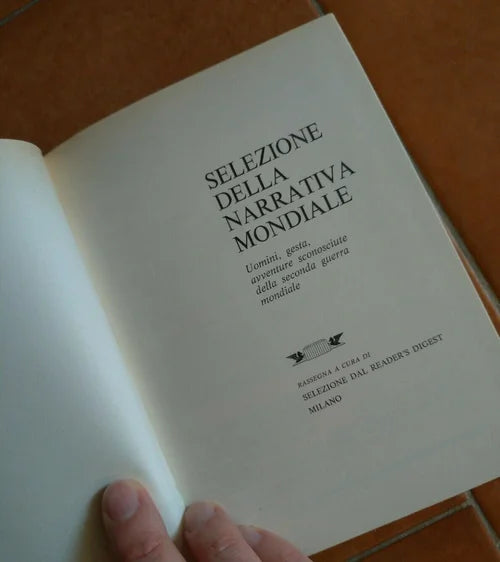 SELEZIONE
DELLA
NARRATIVA
MONDIALE
Uomini, gesta,
avventure sconosciute
della seconda guerra
mondiale
RASSEGNA A CURA DI
SELEZIONE DAL READER'S DIGEST
MILANO